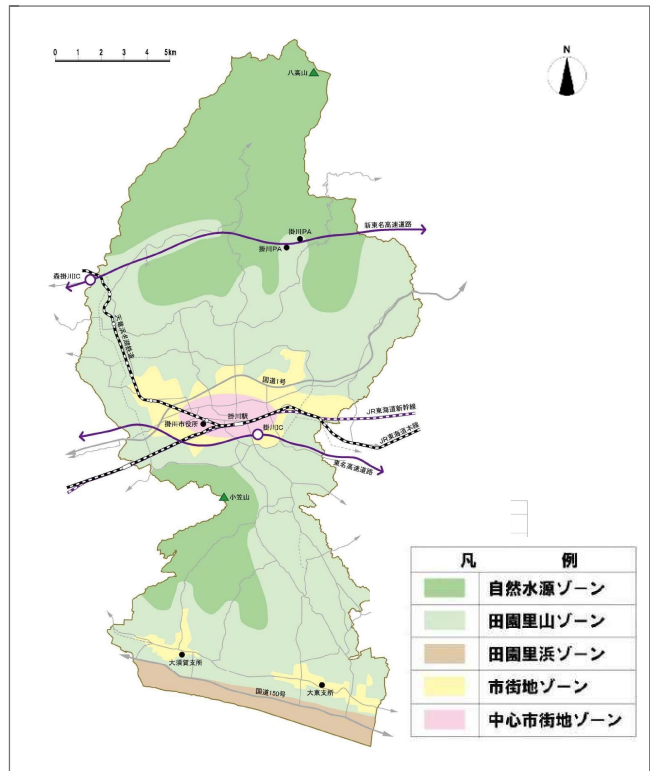 0 1 2 3 4 5km
N
八高山
新東名高速道路
掛川PA
掛川PA
森掛川IC
天竜浜名湖鉄道
国道1号
掛川駅
JR東海道新幹線
掛川市役所
掛川IC
JR東海道本線
東名高速道路
小笠山
大須賀支所
大東支所
国道150号
凡 例
自然水源ゾーン
田園里山ゾーン
田園里浜ゾーン
市街地ゾーン
中心市街地ゾーン